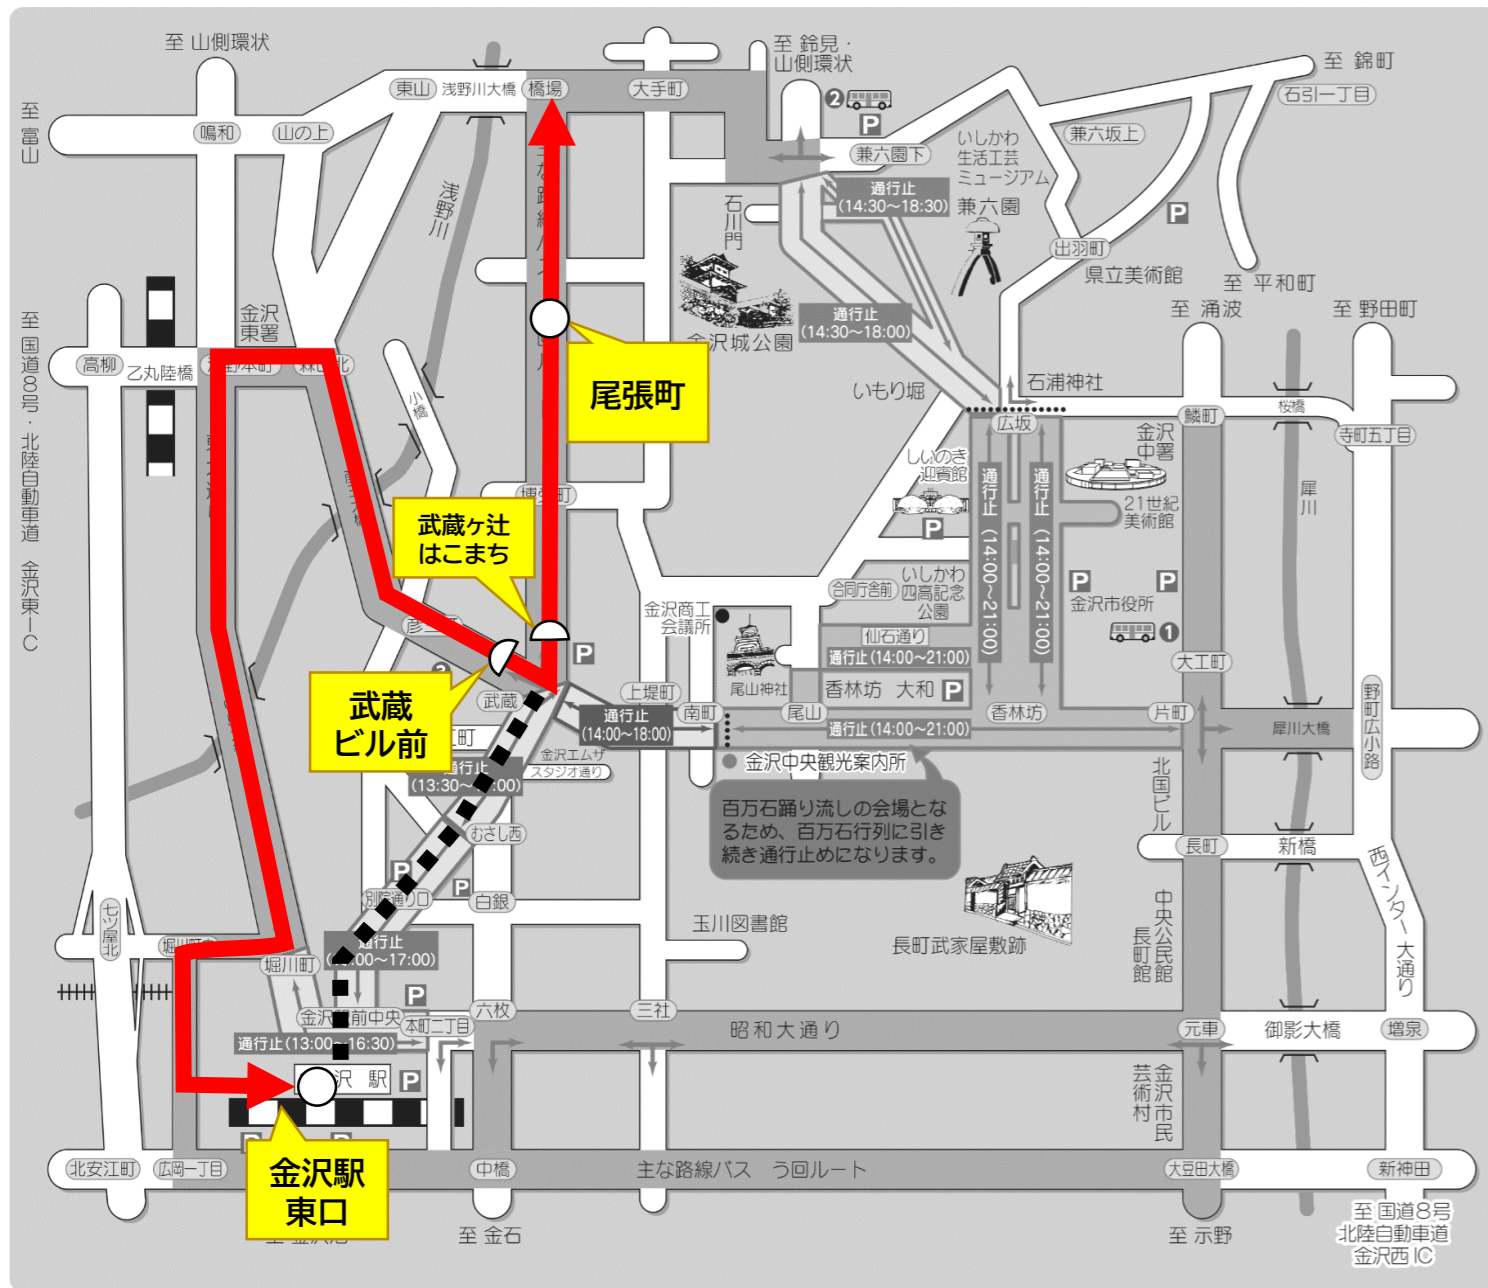 至 山側環状
至 鈴見・
山側環状
至 錦町
石引一丁目
東山
浅野川大橋
橋場
大手町
❷
P
至 富山
鳴和
山の上
兼六園下
兼六坂上
いしかわ
生活工芸
ミュージアム
通行止
(14:30〜18:30)
兼六園
P
浅野川
石川門
出羽町
県立美術館
至 平和町
至 涌波
至 野田町
金沢
東署
通行止
(14:30〜18:00)
金沢城公園
至 国道8号・北陸自動車道 金沢東IC
高柳
乙丸陸橋
尾張町
小橋
いもり堀
石浦神社
広坂
鱗町
桜橋
寺町五丁目
金沢
中署
しいのき
迎賓館
P
通行止 (14:00〜21:00)
通行止 (14:00〜21:00)
21世紀
美術館
犀川
武蔵ヶ辻
はこまち
合同庁舎前
いしかわ
四高記念
公園
P
P
金沢市役所
❶
金沢商工
会議所
仙石通り
通行止(14:00〜21:00)
大工町
P
尾山神社
香林坊 大和
P
武蔵
ビル前
武蔵
上堤町
通行止
(14:00〜18:00)
南町
尾山
通行止(14:00〜21:00)
香林坊
片町
犀川大橋
野町広小路
金沢エムザ
スタジオ通り
金沢中央観光案内所
北国ビル
百万石踊り流しの会場とな
るため、百万石行列に引き
続き通行止めになります。
むさし西
長町
新橋
西インター大通り
P
P
別院通り口
白銀
七ツ屋北
玉川図書館
長町武家屋敷跡
中央公民館
長町館
通行止
堀川町
P
六枚
三社
本町二丁目
昭和大通り
元車
御影大橋
増泉
通行止(13:00〜16:30)
沢 駅
P
金沢市民
芸術村
金沢駅
東口
北安江町
広岡一丁目
中橋
主な路線バス う回ルート
大豆田大橋
新神田
至 金石
至 示野
至 国道8号
北陸自動車道
金沢西IC